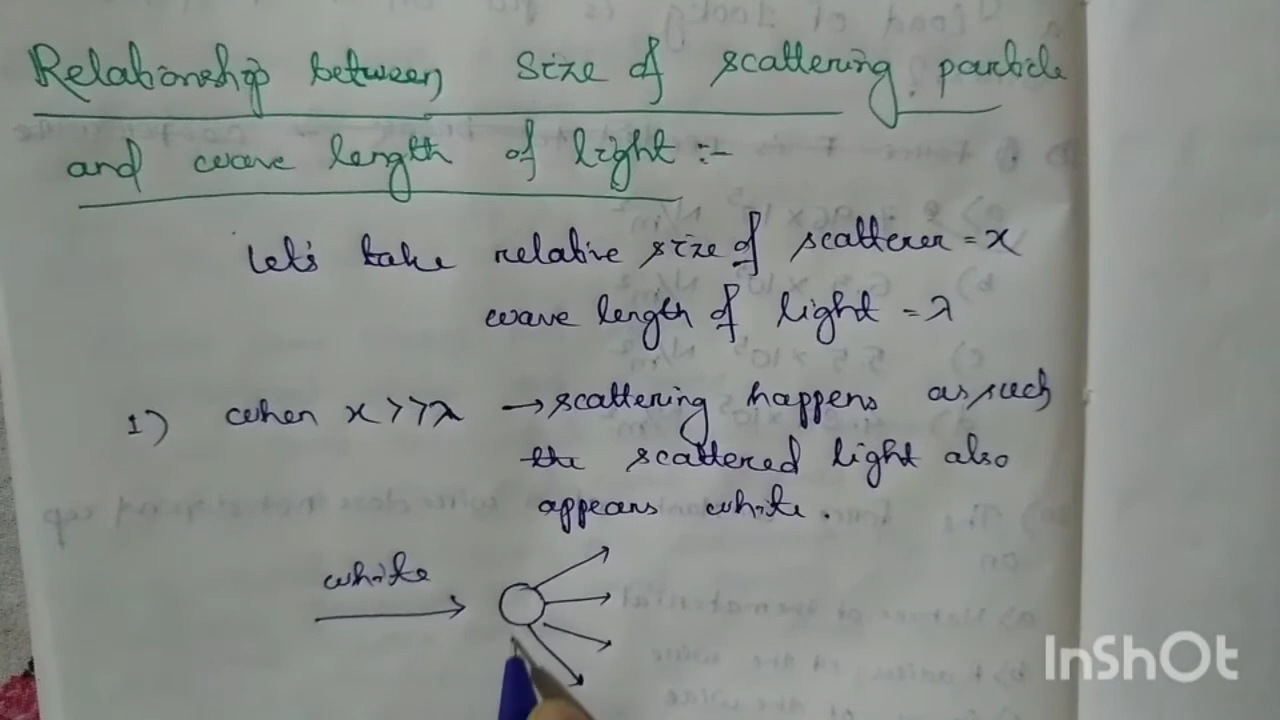 Relationship between size of scattering particle
and wave length of light :-
Let's take relative size of scatterer = x
wave length of light = λ
1) when x >> λ → scattering happens as such
the scattered light also
appears white.
white
InShOt